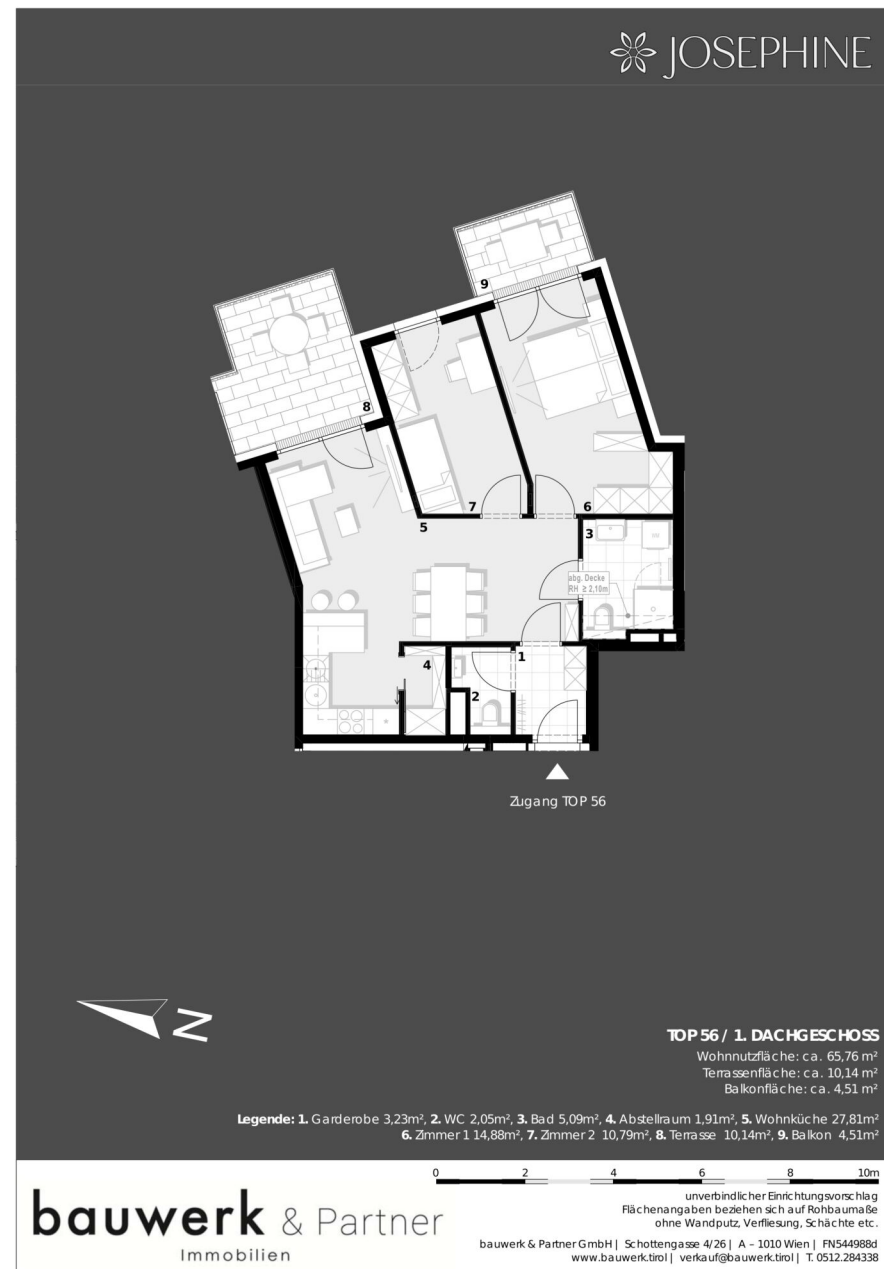 JOSEPHINE
9
8
7
6
5
3
abg. Decke
RH ≥ 2,10m
1
4
2
Zugang TOP 56
N
TOP 56 / 1. DACHGESCHOSS
Wohnnutzfläche: ca. 65,76 m²
Terrassenfläche: ca. 10,14 m²
Balkonfläche: ca. 4,51 m²
Legende: 1. Garderobe 3,23m², 2. WC 2,05m², 3. Bad 5,09m², 4. Abstellraum 1,91m², 5. Wohnküche 27,81m²
6. Zimmer 1 14,88m², 7. Zimmer 2 10,79m², 8. Terrasse 10,14m², 9. Balkon 4,51m²
0 2 4 6 8 10m
unverbindlicher Einrichtungsvorschlag
Flächenangaben beziehen sich auf Rohbaumaße
ohne Wandputz, Verfliesung, Schächte etc.
bauwerk & Partner
Immobilien
bauwerk & Partner GmbH | Schottengasse 4/26 | A – 1010 Wien | FN544988d
www.bauwerk.tirol | verkauf@bauwerk.tirol | T. 0512.284338